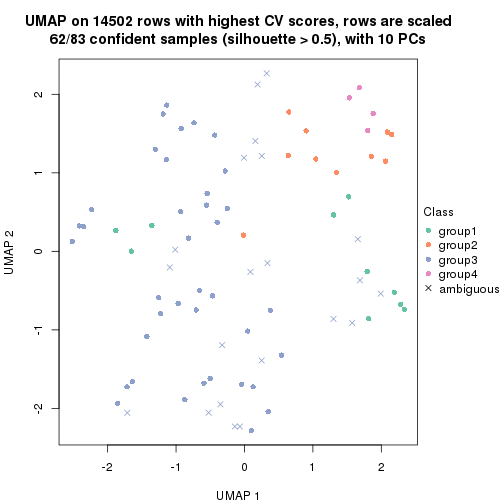 UMAP on 14502 rows with highest CV scores, rows are scaled
62/83 confident samples (silhouette > 0.5), with 10 PCs
2
1
0
-1
-2
UMAP 2
-2
-1
0
1
2
UMAP 1
Class
group1
group2
group3
group4
ambiguous